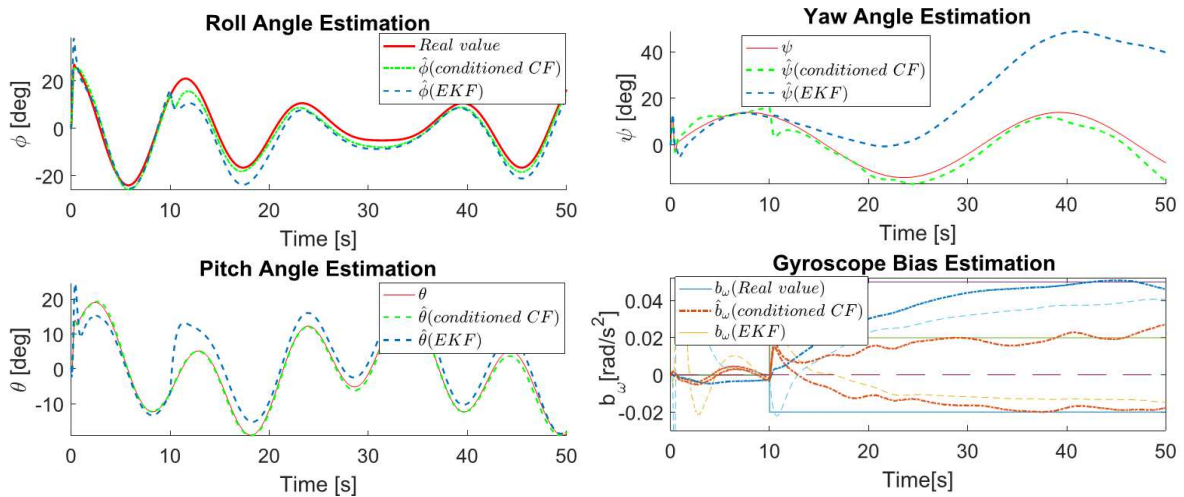 Roll Angle Estimation
Real value
ϕ̂(conditioned CF)
ϕ̂(EKF)
ϕ [deg]
20
0
-20
0 10 20 30 40 50
Time [s]
Yaw Angle Estimation
ψ
ψ̂(conditioned CF)
ψ̂(EKF)
ψ [deg]
40
20
0
0 10 20 30 40 50
Time [s]
Pitch Angle Estimation
θ
θ̂(conditioned CF)
θ̂(EKF)
θ [deg]
20
10
0
-10
0 10 20 30 40 50
Time [s]
Gyroscope Bias Estimation
b_ω(Real value)
b̂_ω(conditioned CF)
b_ω(EKF)
b_ω[rad/s²]
0.04
0.02
0
-0.02
0 10 20 30 40 50
Time[s]